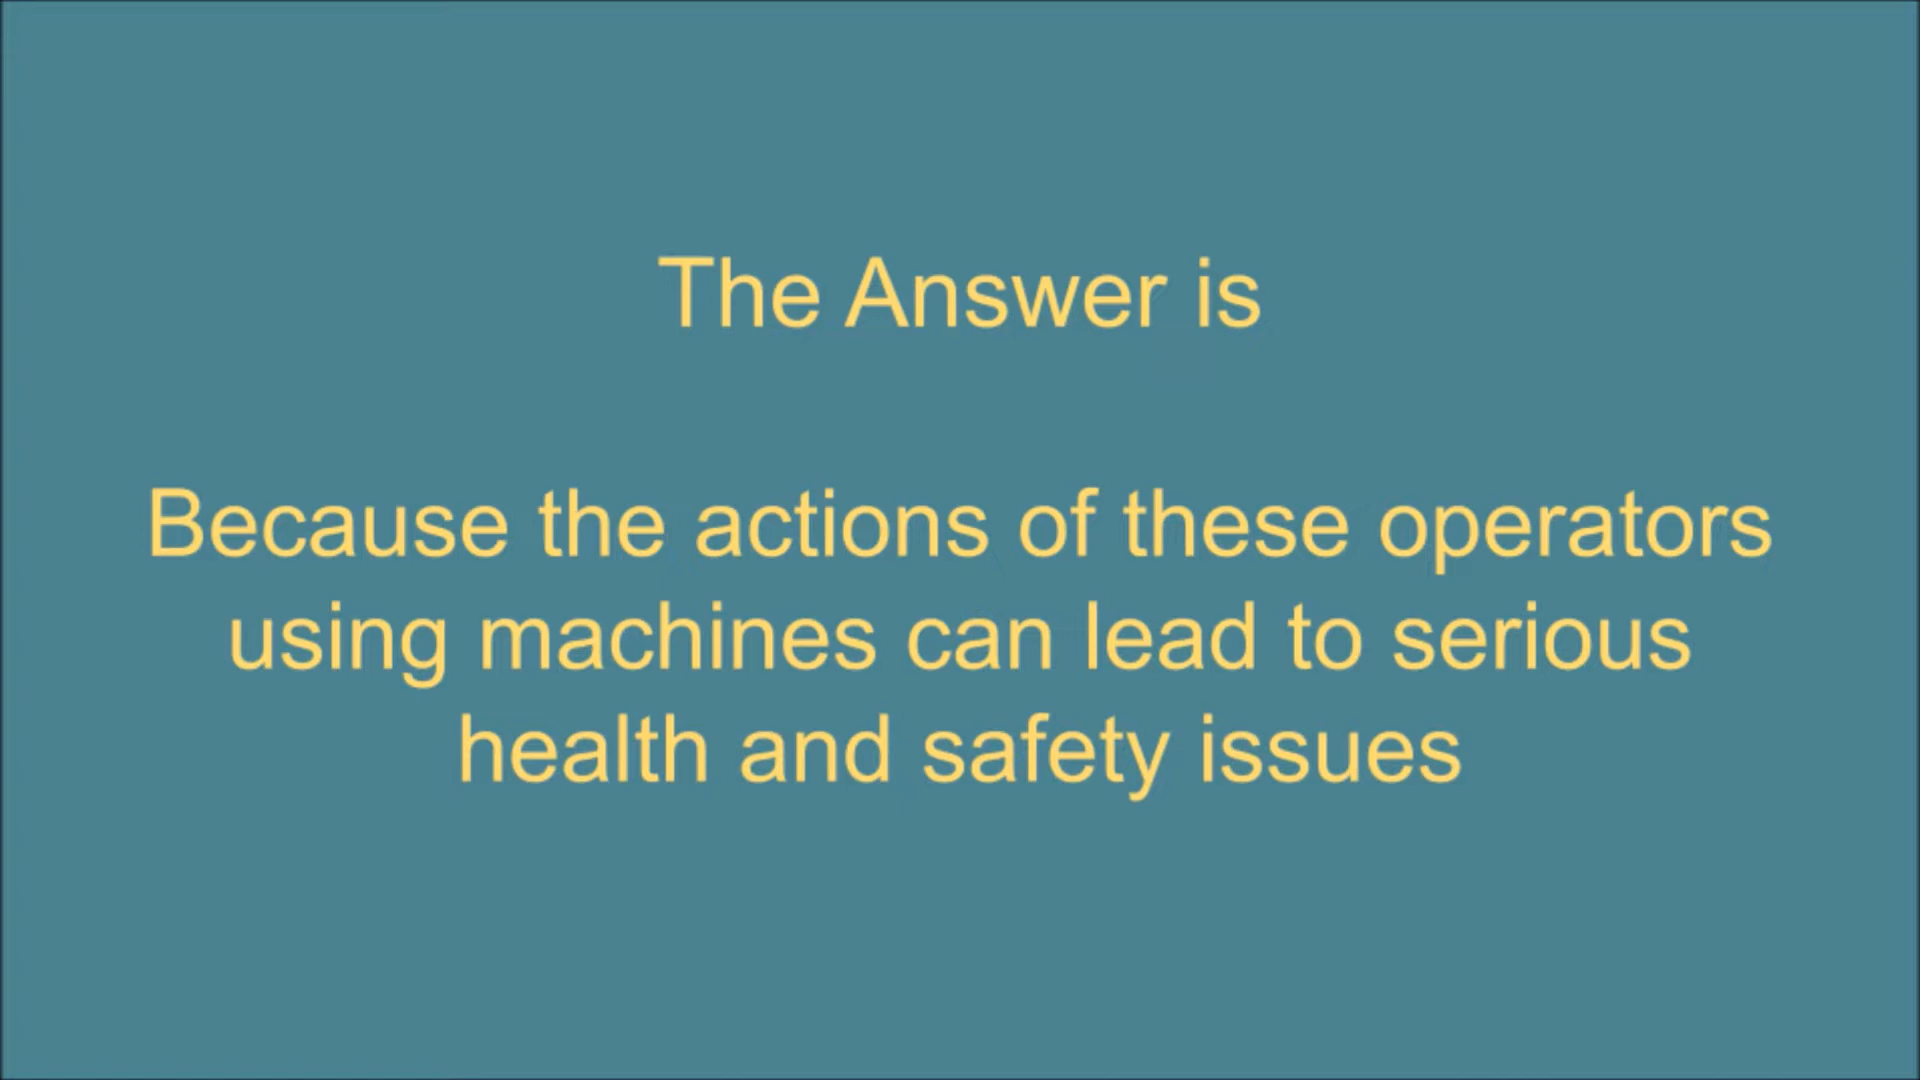 The Answer is
Because the actions of these operators
using machines can lead to serious
health and safety issues